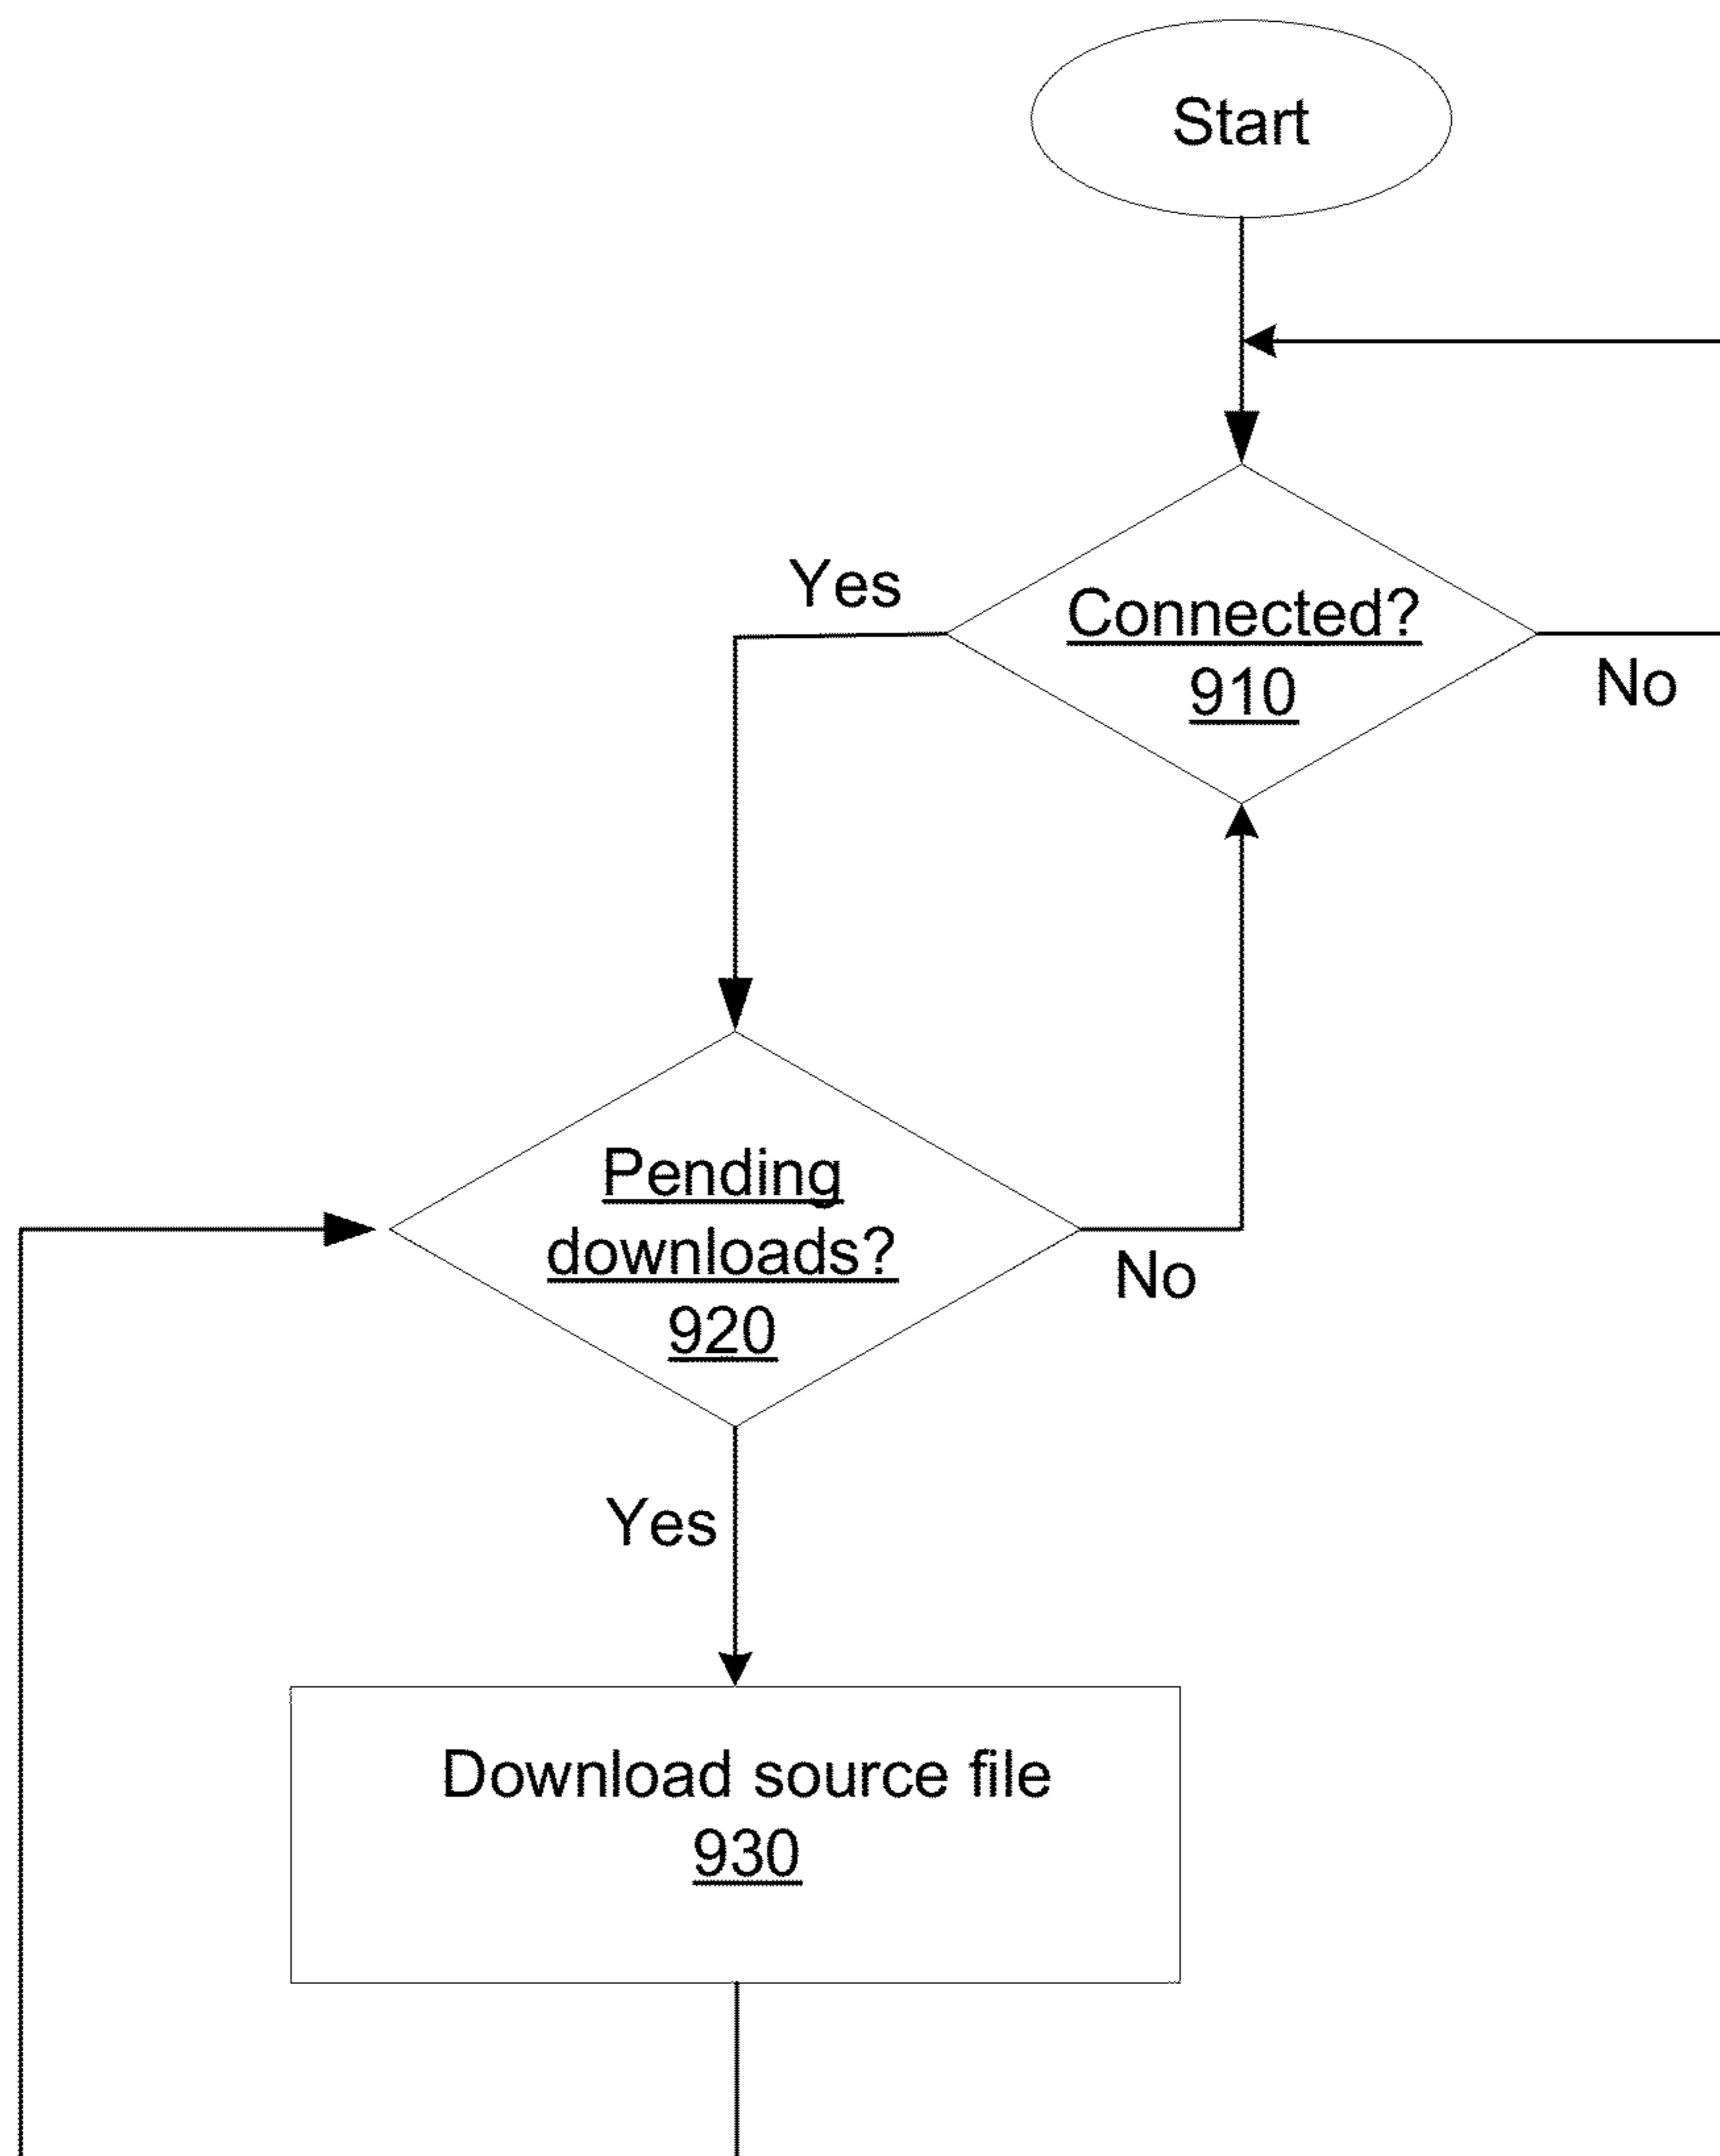 Start
Yes
Connected?
910
No
Pending
downloads?
920
No
Yes
Download source file
930